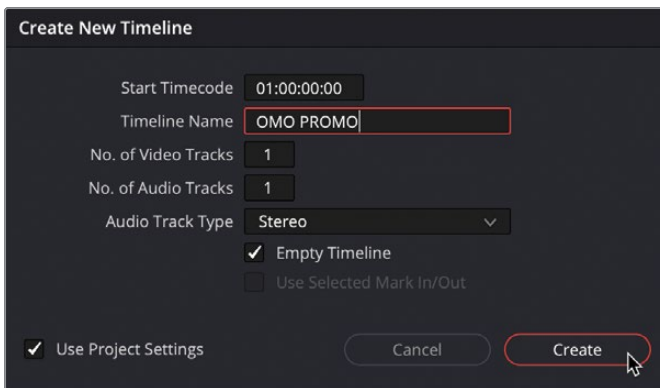 Create New Timeline
Start Timecode 01:00:00:00
Timeline Name OMO PROMO
No. of Video Tracks 1
No. of Audio Tracks 1
Audio Track Type Stereo
Empty Timeline
Use Selected Mark In/Out
Use Project Settings Cancel Create